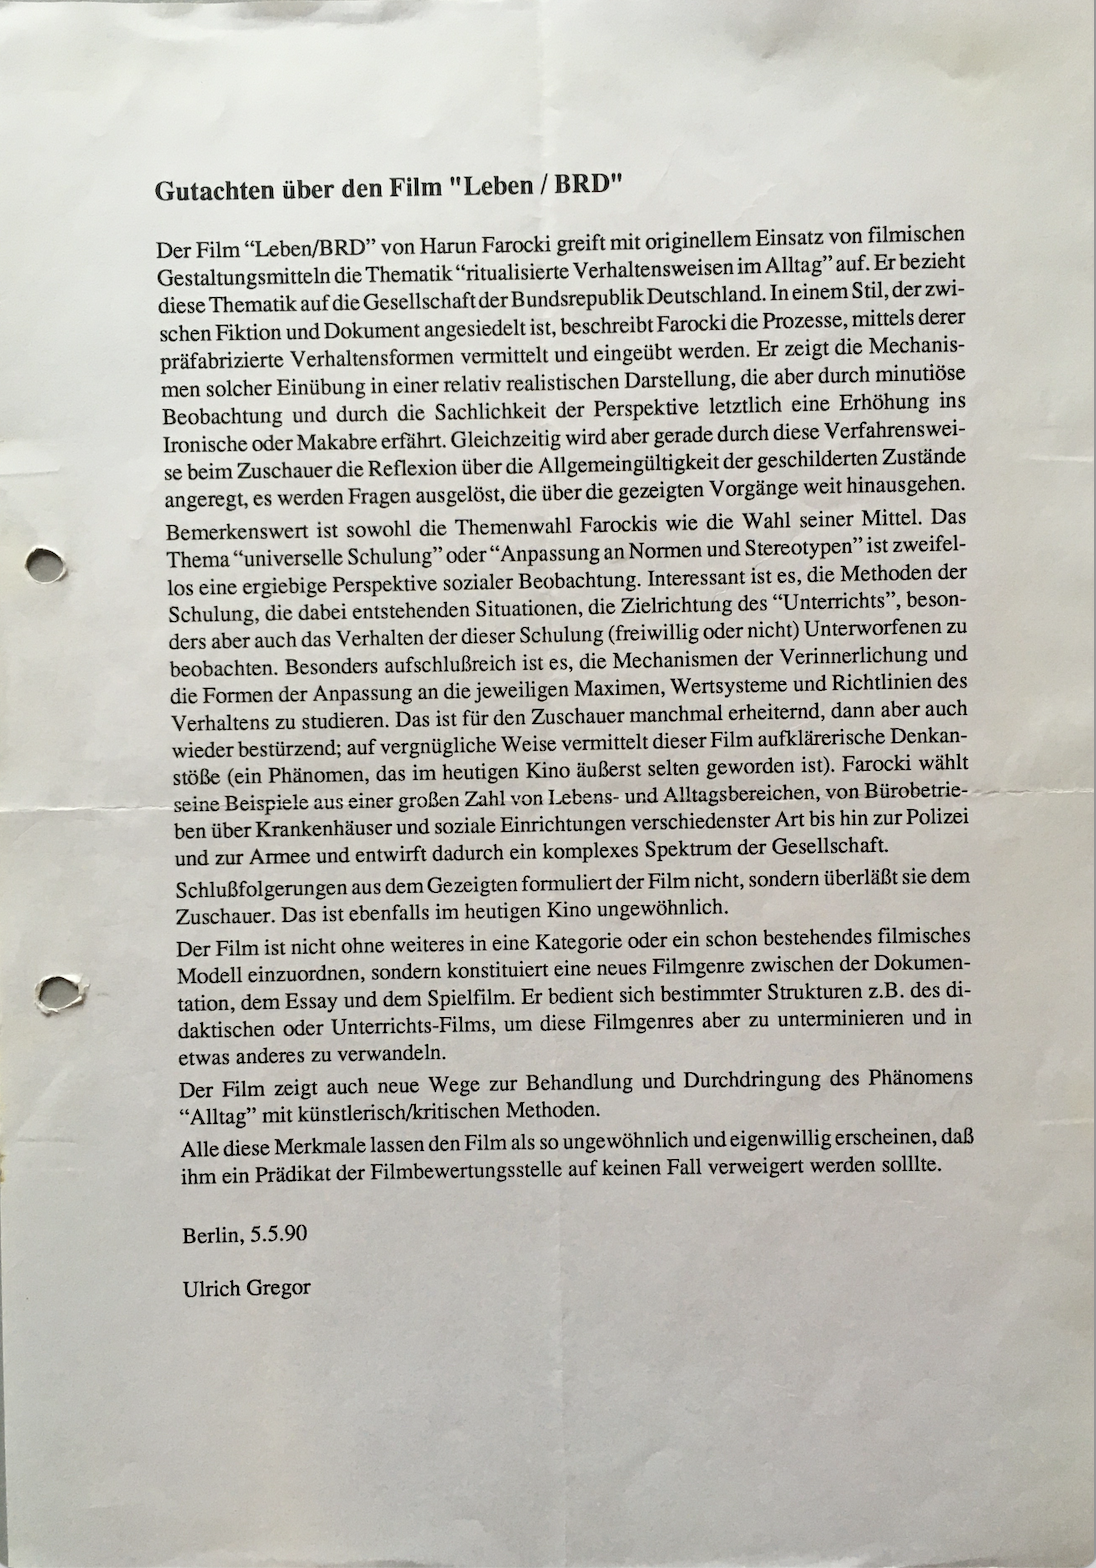 Gutachten über den Film "Leben / BRD"
Der Film “Leben/BRD” von Harun Farocki greift mit originellem Einsatz von filmischen
Gestaltungsmitteln die Thematik “ritualisierte Verhaltensweisen im Alltag” auf. Er bezieht
diese Thematik auf die Gesellschaft der Bundsrepublik Deutschland. In einem Stil, der zwi-
schen Fiktion und Dokument angesiedelt ist, beschreibt Farocki die Prozesse, mittels derer
präfabrizierte Verhaltensformen vermittelt und eingeübt werden. Er zeigt die Mechanis-
men solcher Einübung in einer relativ realistischen Darstellung, die aber durch minutiöse
Beobachtung und durch die Sachlichkeit der Perspektive letztlich eine Erhöhung ins
Ironische oder Makabre erfährt. Gleichzeitig wird aber gerade durch diese Verfahrenswei-
se beim Zuschauer die Reflexion über die Allgemeingültigkeit der geschilderten Zustände
angeregt, es werden Fragen ausgelöst, die über die gezeigten Vorgänge weit hinausgehen.
Bemerkenswert ist sowohl die Themenwahl Farockis wie die Wahl seiner Mittel. Das
Thema “universelle Schulung” oder “Anpassung an Normen und Stereotypen” ist zweifel-
los eine ergiebige Perspektive sozialer Beobachtung. Interessant ist es, die Methoden der
Schulung, die dabei entstehenden Situationen, die Zielrichtung des “Unterrichts”, beson-
ders aber auch das Verhalten der dieser Schulung (freiwillig oder nicht) Unterworfenen zu
beobachten. Besonders aufschlußreich ist es, die Mechanismen der Verinnerlichung und
die Formen der Anpassung an die jeweiligen Maximen, Wertsysteme und Richtlinien des
Verhaltens zu studieren. Das ist für den Zuschauer manchmal erheiternd, dann aber auch
wieder bestürzend; auf vergnügliche Weise vermittelt dieser Film aufklärerische Denkan-
stöße (ein Phänomen, das im heutigen Kino äußerst selten geworden ist). Farocki wählt
seine Beispiele aus einer großen Zahl von Lebens- und Alltagsbereichen, von Bürobetrie-
ben über Krankenhäuser und soziale Einrichtungen verschiedenster Art bis hin zur Polizei
und zur Armee und entwirft dadurch ein komplexes Spektrum der Gesellschaft.
Schlußfolgerungen aus dem Gezeigten formuliert der Film nicht, sondern überläßt sie dem
Zuschauer. Das ist ebenfalls im heutigen Kino ungewöhnlich.
Der Film ist nicht ohne weiteres in eine Kategorie oder ein schon bestehendes filmisches
Modell einzuordnen, sondern konstituiert eine neues Filmgenre zwischen der Dokumen-
tation, dem Essay und dem Spielfilm. Er bedient sich bestimmter Strukturen z.B. des di-
daktischen oder Unterrichts-Films, um diese Filmgenres aber zu unterminieren und in
etwas anderes zu verwandeln.
Der Film zeigt auch neue Wege zur Behandlung und Durchdringung des Phänomens
“Alltag” mit künstlerisch/kritischen Methoden.
Alle diese Merkmale lassen den Film als so ungewöhnlich und eigenwillig erscheinen, daß
ihm ein Prädikat der Filmbewertungsstelle auf keinen Fall verweigert werden solllte.
Berlin, 5.5.90
Ulrich Gregor